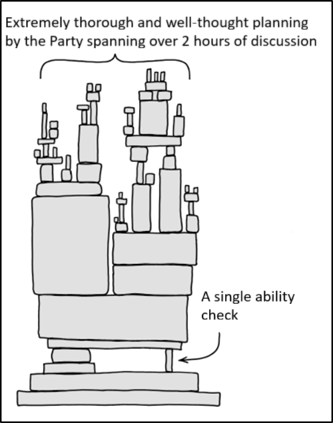 Extremely thorough and well-thought planning
by the Party spanning over 2 hours of discussion
A single ability
check